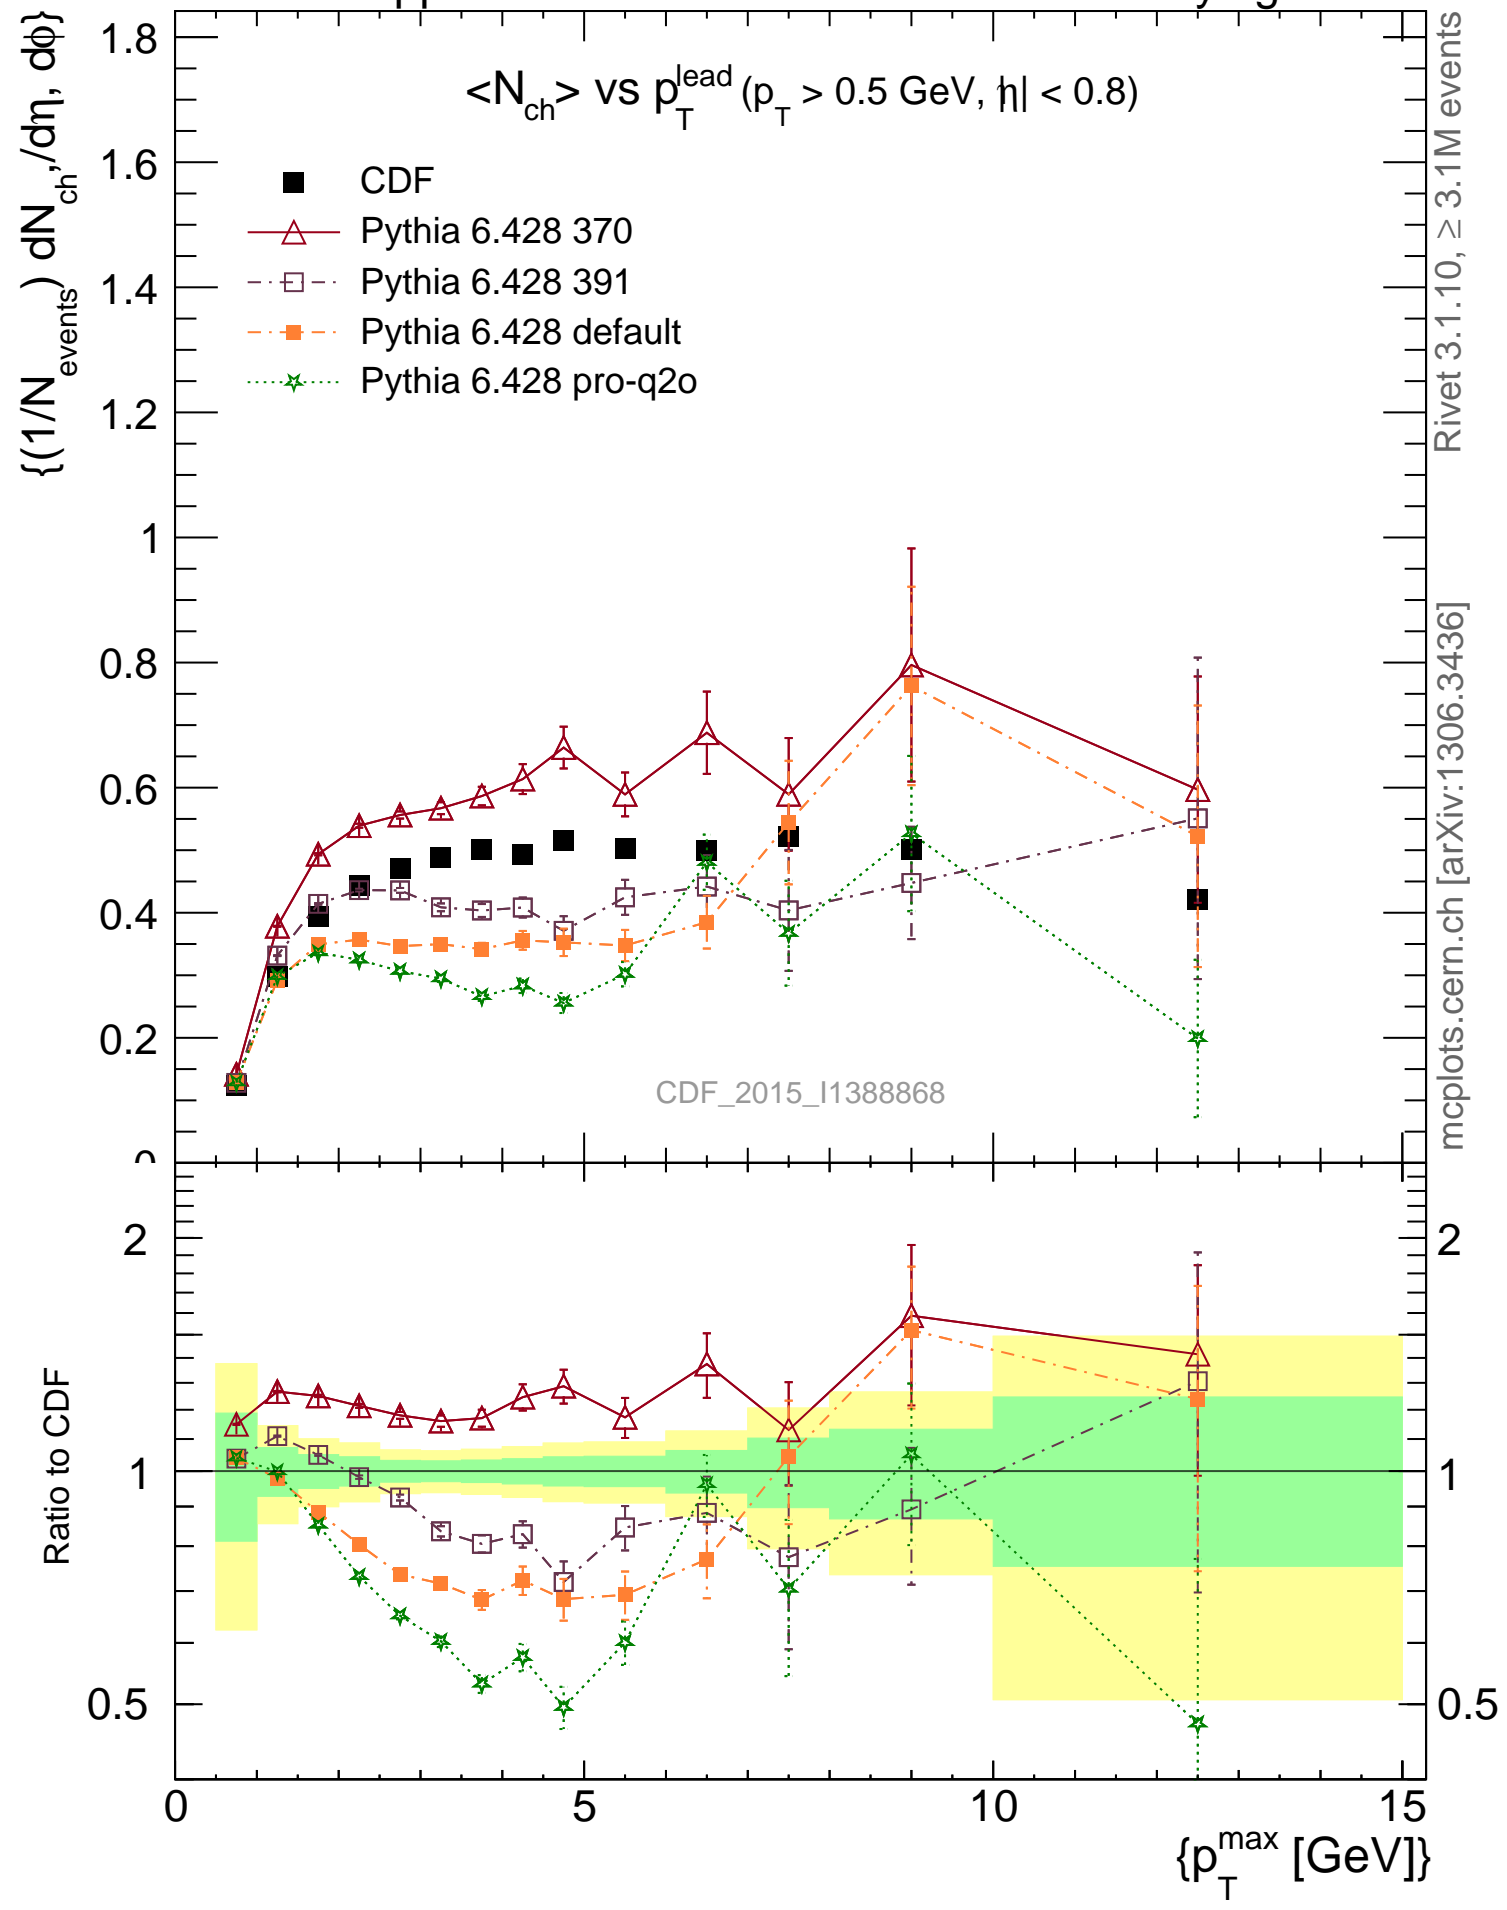 <N_ch> vs p_T^lead (p_T > 0.5 GeV, |η| < 0.8)
{(1/N_events) dN_ch/dη, dφ}
CDF
Pythia 6.428 370
Pythia 6.428 391
Pythia 6.428 default
Pythia 6.428 pro-q2o
1.8
1.6
1.4
1.2
1
0.8
0.6
0.4
0.2
0
CDF_2015_I1388868
Rivet 3.1.10, ≥ 3.1M events
mcplots.cern.ch [arXiv:1306.3436]
Ratio to CDF
2
1
0.5
2
1
0.5
0
5
10
15
{p_T^max [GeV]}